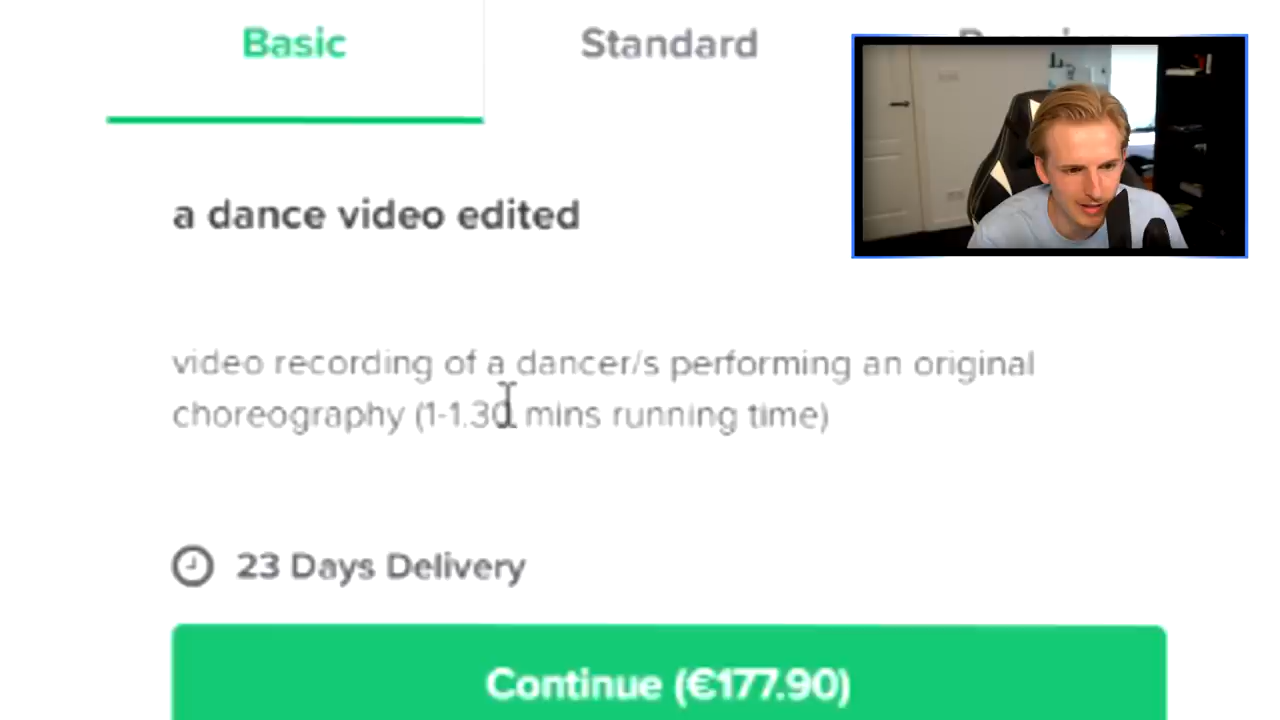 Basic
Standard
a dance video edited
video recording of a dancer/s performing an original
choreography (1-1.30 mins running time)
23 Days Delivery
Continue (€177.90)